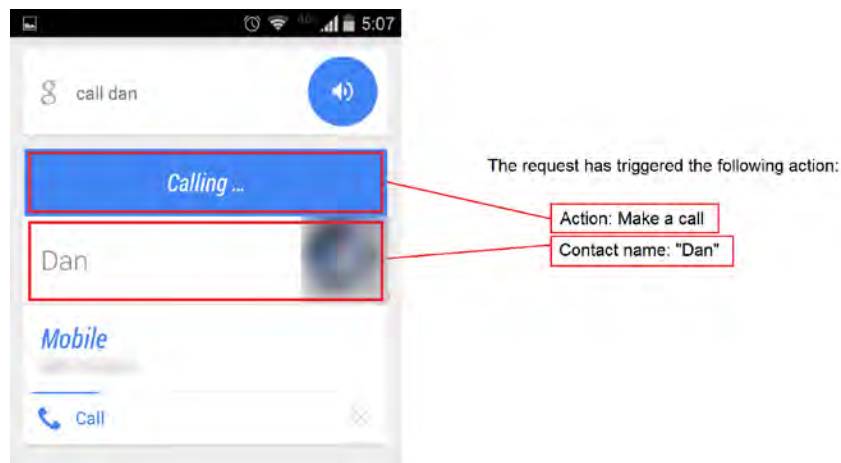 5:07
g call dan
Calling ...
Dan
Mobile
Call
The request has triggered the following action:
Action: Make a call
Contact name: "Dan"